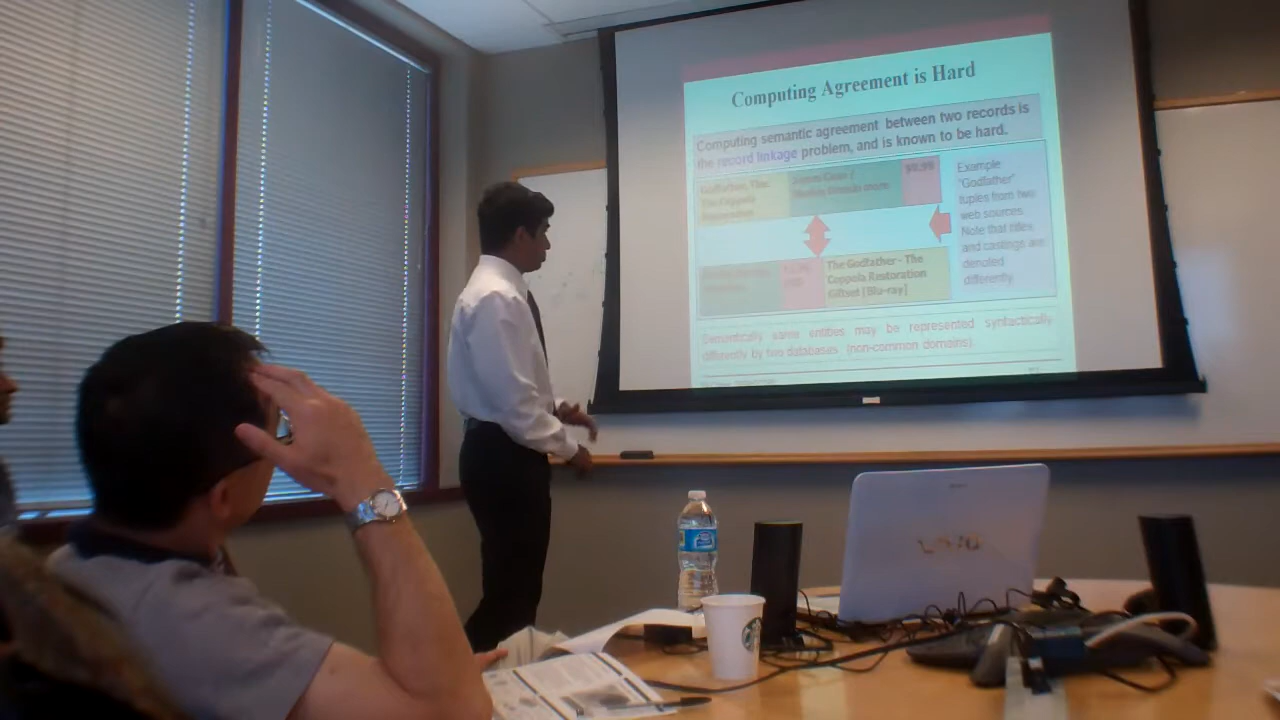 Computing Agreement is Hard
Computing semantic agreement between two records is
the record linkage problem, and is known to be hard.
Godfather, The:
The Coppola
Restoration
$9.99
Example
"Godfather"
tuples from two
web sources.
Note that titles
and castings are
denoted
differently.
The Godfather - The
Coppola Restoration
Giftset [Blu-ray]
Semantically same entities may be represented syntactically
differently by two databases (non-common domains).
VAIO